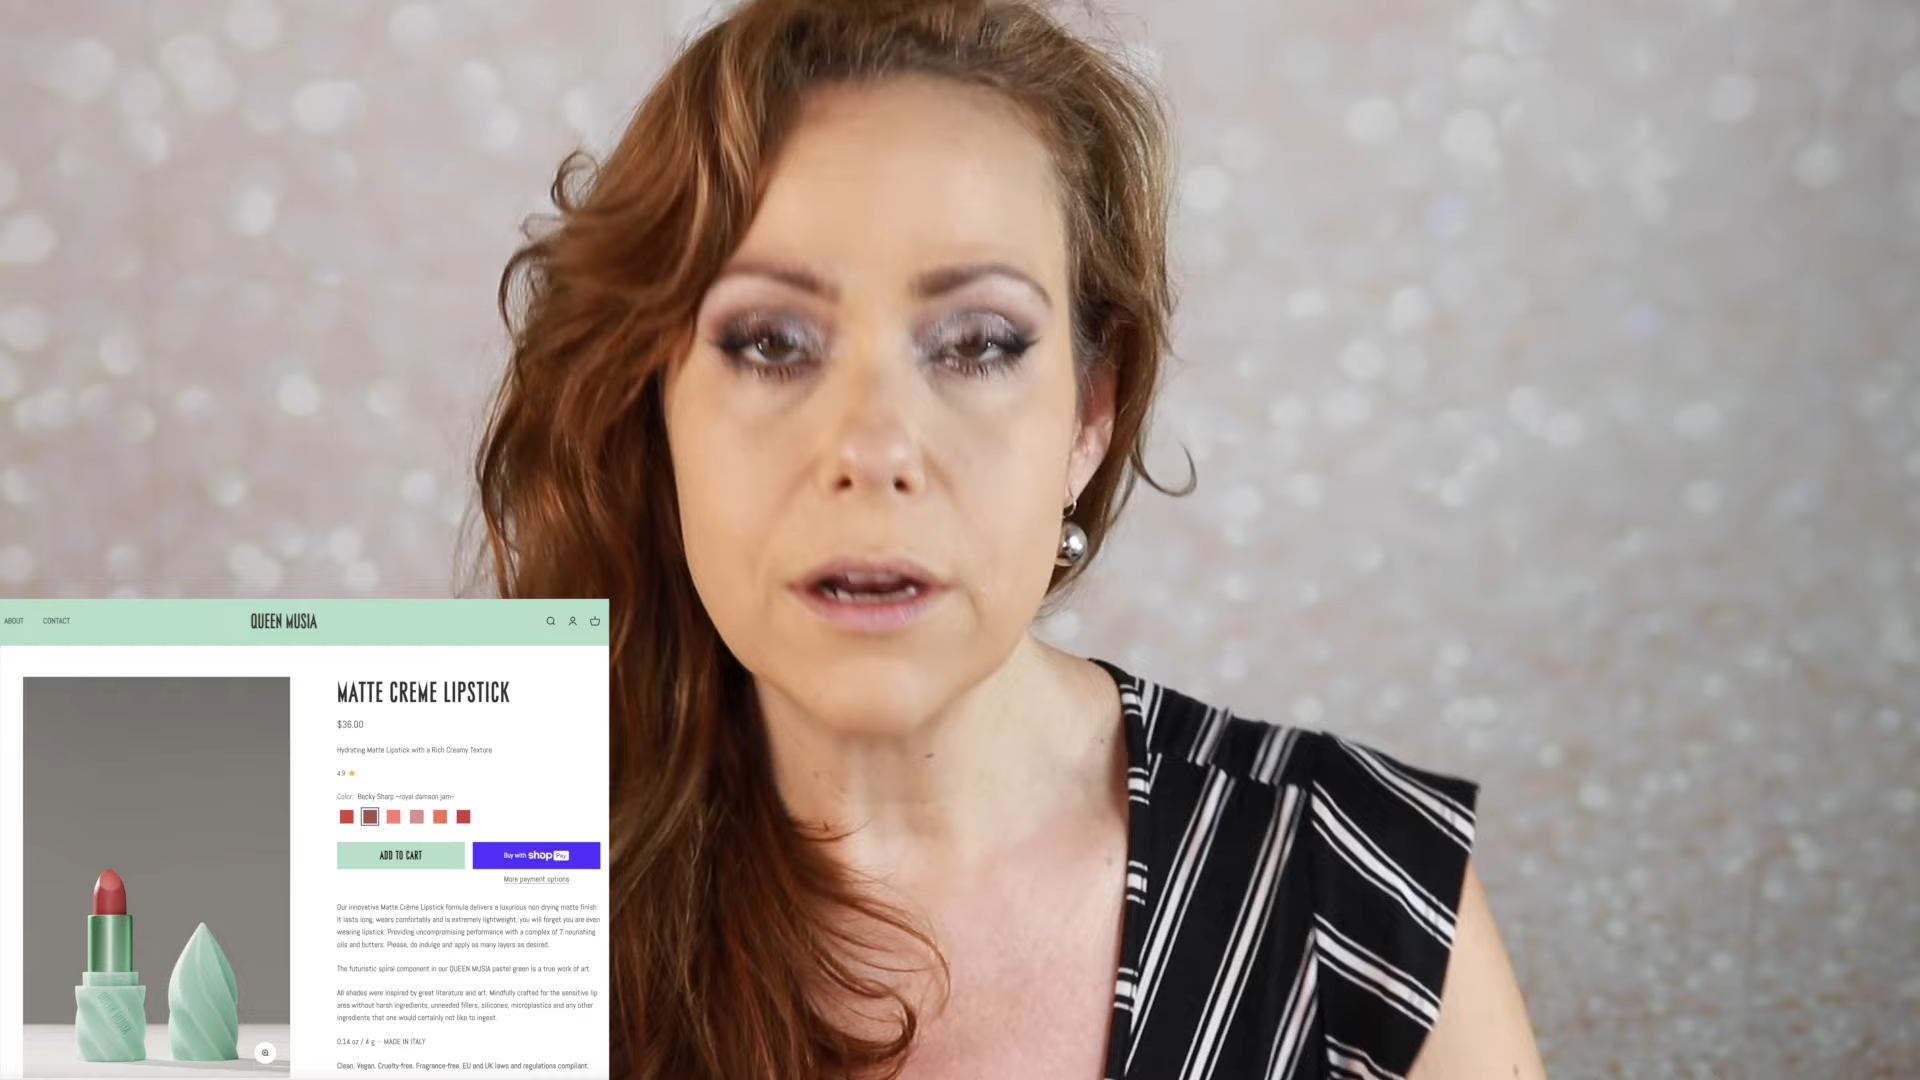 ABOUT CONTACT QUEEN MUSIA
MATTE CREME LIPSTICK
$36.00
Hydrating Matte Lipstick with a Rich Creamy Texture
4.9
Color: Becky Sharp ~royal damson jam~
ADD TO CART Buy with shop Pay
More payment options
Our innovative Matte Crème Lipstick formula delivers a luxurious non-drying matte finish.
It lasts long, wears comfortably and is extremely lightweight, you will forget you are even
wearing lipstick. Providing uncompromising performance with a complex of 7 nourishing
oils and butters. Please, do indulge and apply as many layers as desired.
The futuristic spiral component in our QUEEN MUSIA pastel green is a true work of art.
All shades were inspired by great literature and art. Mindfully crafted for the sensitive lip
area without harsh ingredients, unneeded fillers, silicones, microplastics and any other
ingredients that one would certainly not like to ingest.
0.14 oz / 4 g - MADE IN ITALY
Clean. Vegan. Cruelty-free. Fragrance-free. EU and UK laws and regulations compliant.